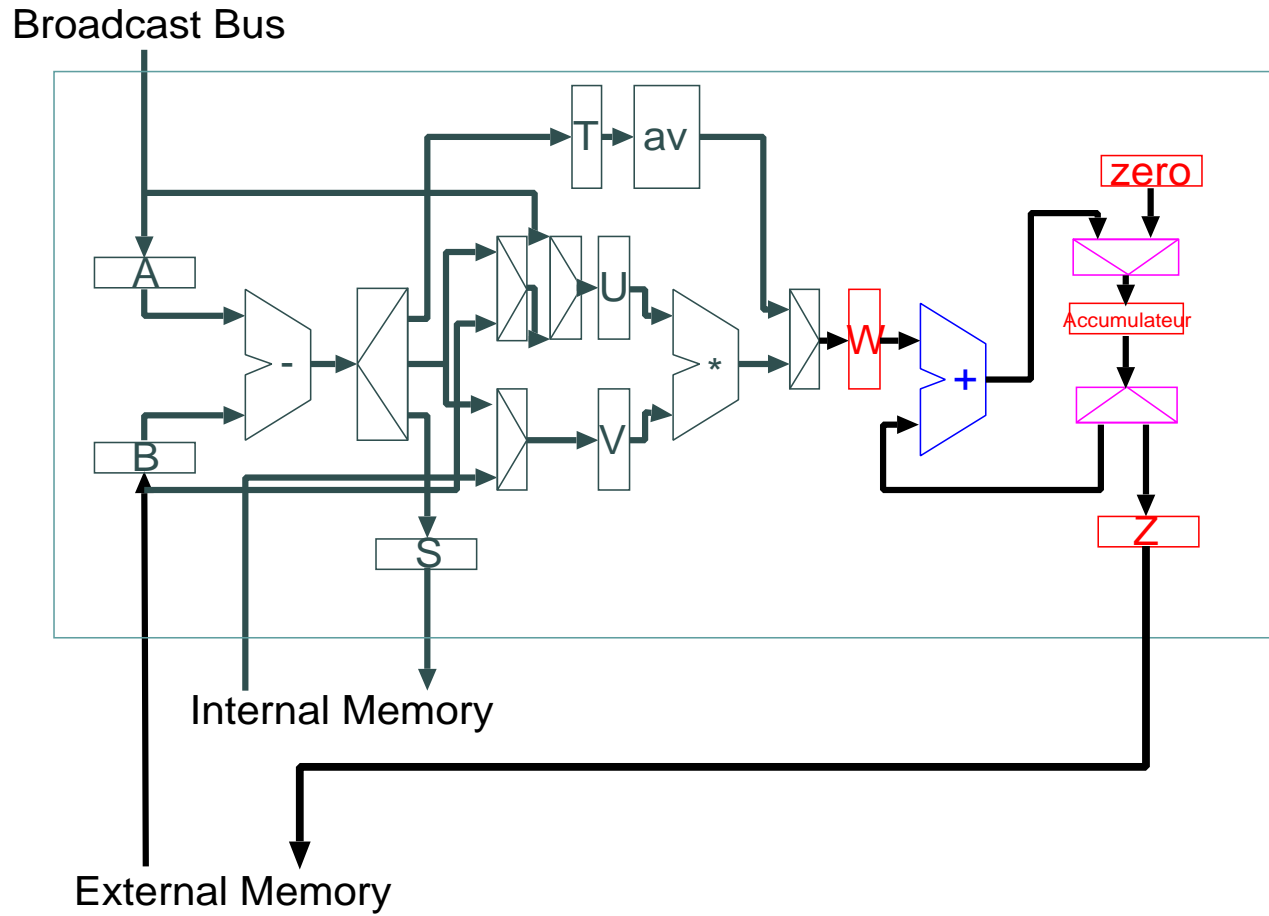 Broadcast Bus
T
av
zero
A
U
Accumulateur
W
-
*
+
B
V
S
Z
Internal Memory
External Memory